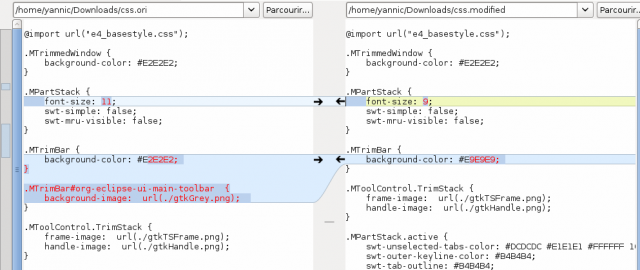 /home/yannic/Downloads/css.ori
Parcourir...
@import url("e4_basestyle.css");
.MTrimmedWindow {
background-color: #E2E2E2;
}
.MPartStack {
font-size: 11;
swt-simple: false;
swt-mru-visible: false;
}
.MTrimBar {
background-color: #E2E2E2;
}
.MTrimBar#org-eclipse-ui-main-toolbar {
background-image: url(./gtkGrey.png);
}
.MToolControl.TrimStack {
frame-image: url(./gtkTSFrame.png);
handle-image: url(./gtkHandle.png);
}
/home/yannic/Downloads/css.modified
Parcourir...
@import url("e4_basestyle.css");
.MTrimmedWindow {
background-color: #E2E2E2;
}
.MPartStack {
font-size: 9;
swt-simple: false;
swt-mru-visible: false;
}
.MTrimBar {
background-color: #E9E9E9;
}
.MToolControl.TrimStack {
frame-image: url(./gtkTSFrame.png);
handle-image: url(./gtkHandle.png);
}
.MPartStack.active {
swt-unselected-tabs-color: #DCDCDC #E1E1E1 #FFFFFF
swt-outer-keyline-color: #B4B4B4;
swt-tab-outline: #B4B4B4;